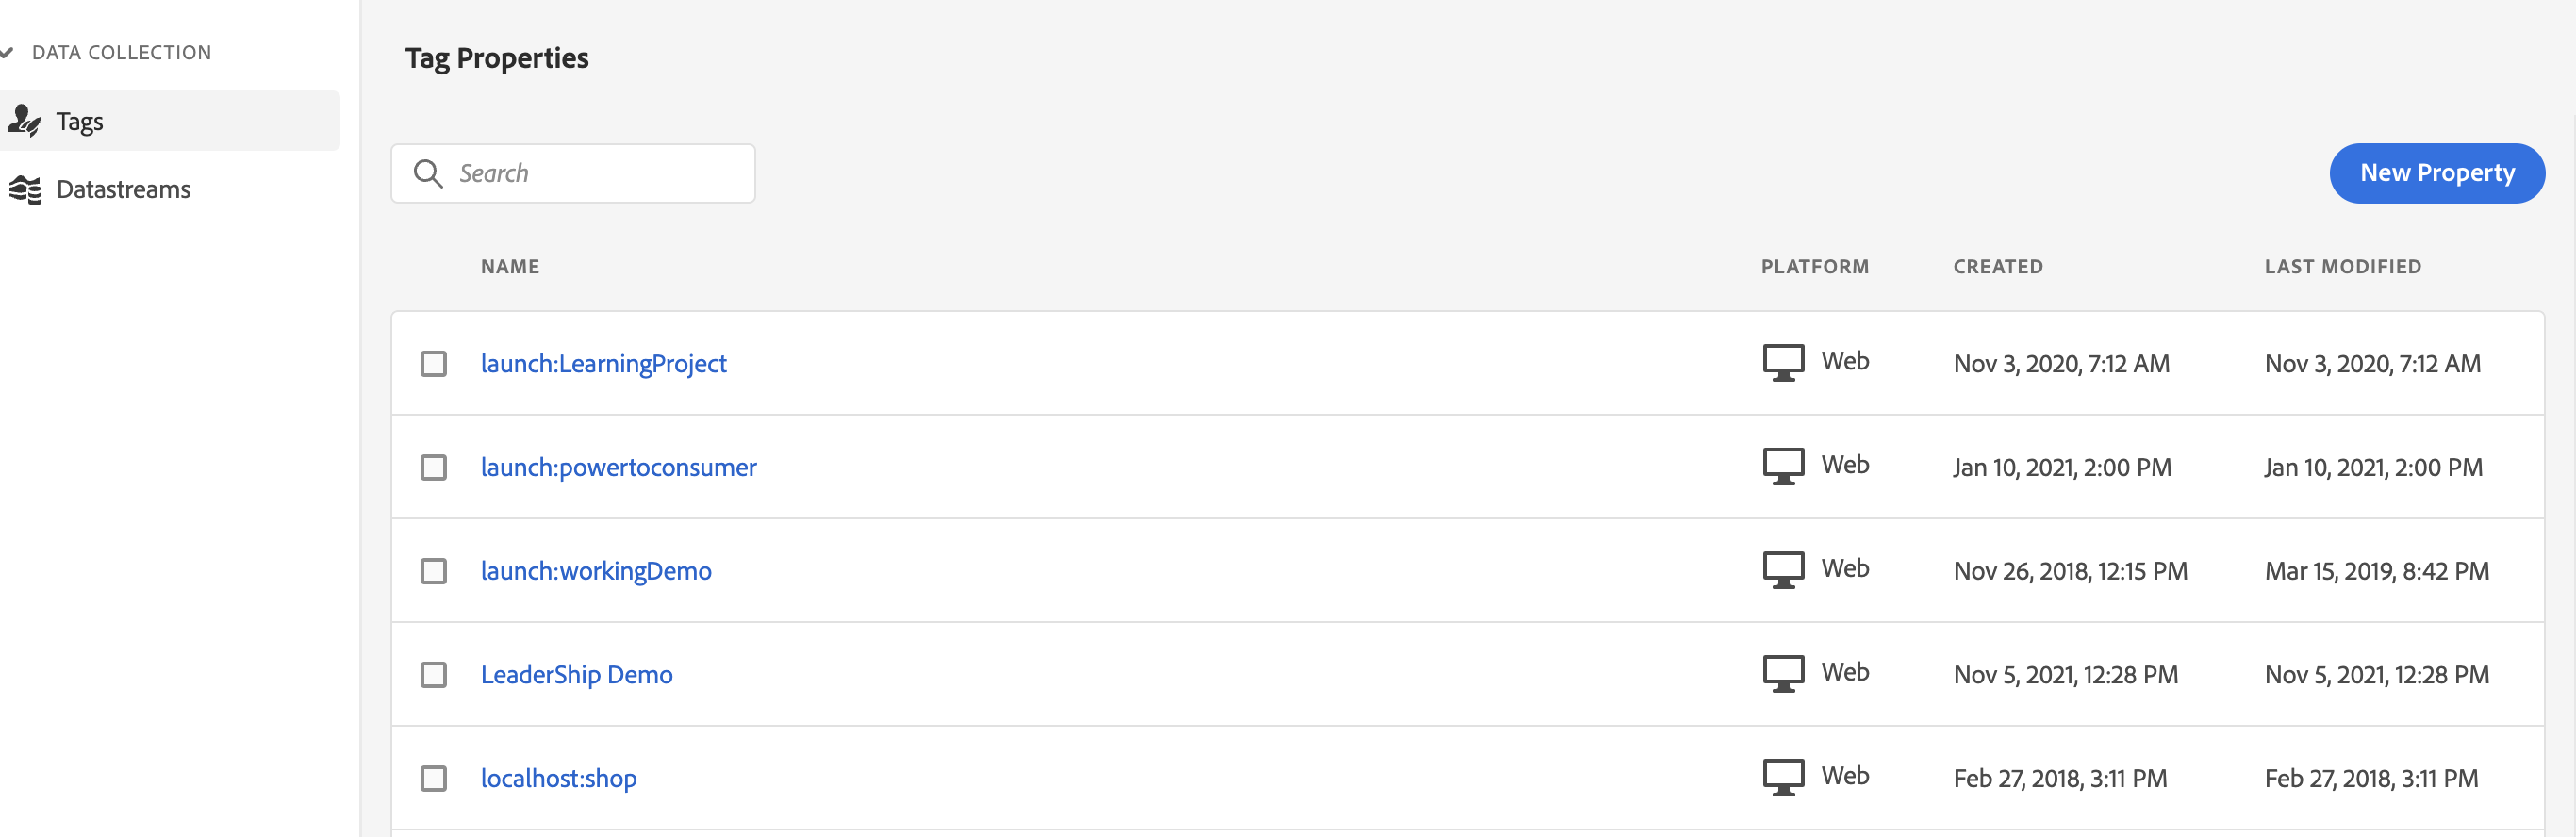 DATA COLLECTION
Tags
Datastreams
Tag Properties
Search
New Property
NAME PLATFORM CREATED LAST MODIFIED
launch:LearningProject Web Nov 3, 2020, 7:12 AM Nov 3, 2020, 7:12 AM
launch:powertoconsumer Web Jan 10, 2021, 2:00 PM Jan 10, 2021, 2:00 PM
launch:workingDemo Web Nov 26, 2018, 12:15 PM Mar 15, 2019, 8:42 PM
LeaderShip Demo Web Nov 5, 2021, 12:28 PM Nov 5, 2021, 12:28 PM
localhost:shop Web Feb 27, 2018, 3:11 PM Feb 27, 2018, 3:11 PM